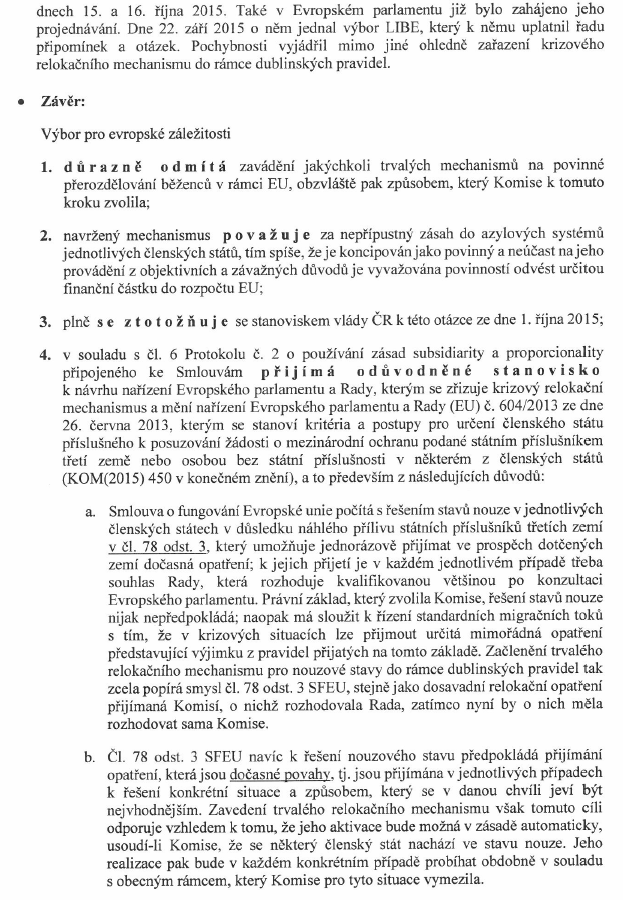 dnech 15. a 16. října 2015. Také v Evropském parlamentu již bylo zahájeno jeho
projednávání. Dne 22. září 2015 o něm jednal výbor LIBE, který k němu uplatnil řadu
připomínek a otázek. Pochybnosti vyjádřil mimo jiné ohledně zařazení krizového
relokačního mechanismu do rámce dublinských pravidel.
• Závěr:
Výbor pro evropské záležitosti
1. důrazně odmítá zavádění jakýchkoli trvalých mechanismů na povinné
přerozdělování běženců v rámci EU, obzvláště pak způsobem, který Komise k tomuto
kroku zvolila;
2. navržený mechanismus považuje za nepřípustný zásah do azylových systémů
jednotlivých členských států, tím spíše, že je koncipován jako povinný a neúčast na jeho
provádění z objektivních a závažných důvodů je vyvažována povinností odvést určitou
finanční částku do rozpočtu EU;
3. plně se ztotožňuje se stanoviskem vlády ČR k této otázce ze dne 1. října 2015;
4. v souladu s čl. 6 Protokolu č. 2 o používání zásad subsidiarity a proporcionality
připojeného ke Smlouvám přijímá odůvodněné stanovisko
k návrhu nařízení Evropského parlamentu a Rady, kterým se zřizuje krizový relokační
mechanismus a mění nařízení Evropského parlamentu a Rady (EU) č. 604/2013 ze dne
26. června 2013, kterým se stanoví kritéria a postupy pro určení členského státu
příslušného k posuzování žádosti o mezinárodní ochranu podané státním příslušníkem
třetí země nebo osobou bez státní příslušnosti v některém z členských států
(KOM(2015) 450 v konečném znění), a to především z následujících důvodů:
a. Smlouva o fungování Evropské unie počítá s řešením stavů nouze v jednotlivých
členských státech v důsledku náhlého přílivu státních příslušníků třetích zemí
v čl. 78 odst. 3, který umožňuje jednorázově přijímat ve prospěch dotčených
zemí dočasná opatření; k jejich přijetí je v každém jednotlivém případě třeba
souhlas Rady, která rozhoduje kvalifikovanou většinou po konzultaci
Evropského parlamentu. Právní základ, který zvolila Komise, řešení stavů nouze
nijak nepředpokládá; naopak má sloužit k řízení standardních migračních toků
s tím, že v krizových situacích lze přijmout určitá mimořádná opatření
představující výjimku z pravidel přijatých na tomto základě. Začlenění trvalého
relokačního mechanismu pro nouzové stavy do rámce dublinských pravidel tak
zcela popírá smysl čl. 78 odst. 3 SFEU, stejně jako dosavadní relokační opatření
přijímaná Komisí, o nichž rozhodovala Rada, zatímco nyní by o nich měla
rozhodovat sama Komise.
b. Čl. 78 odst. 3 SFEU navíc k řešení nouzového stavu předpokládá přijímání
opatření, která jsou dočasné povahy, tj. jsou přijímána v jednotlivých případech
k řešení konkrétní situace a způsobem, který se v danou chvíli jeví být
nejvhodnějším. Zavedení trvalého relokačního mechanismu však tomuto cíli
odporuje vzhledem k tomu, že jeho aktivace bude možná v zásadě automaticky,
usoudí-li Komise, že se některý členský stát nachází ve stavu nouze. Jeho
realizace pak bude v každém konkrétním případě probíhat obdobně v souladu
s obecným rámcem, který Komise pro tyto situace vymezila.